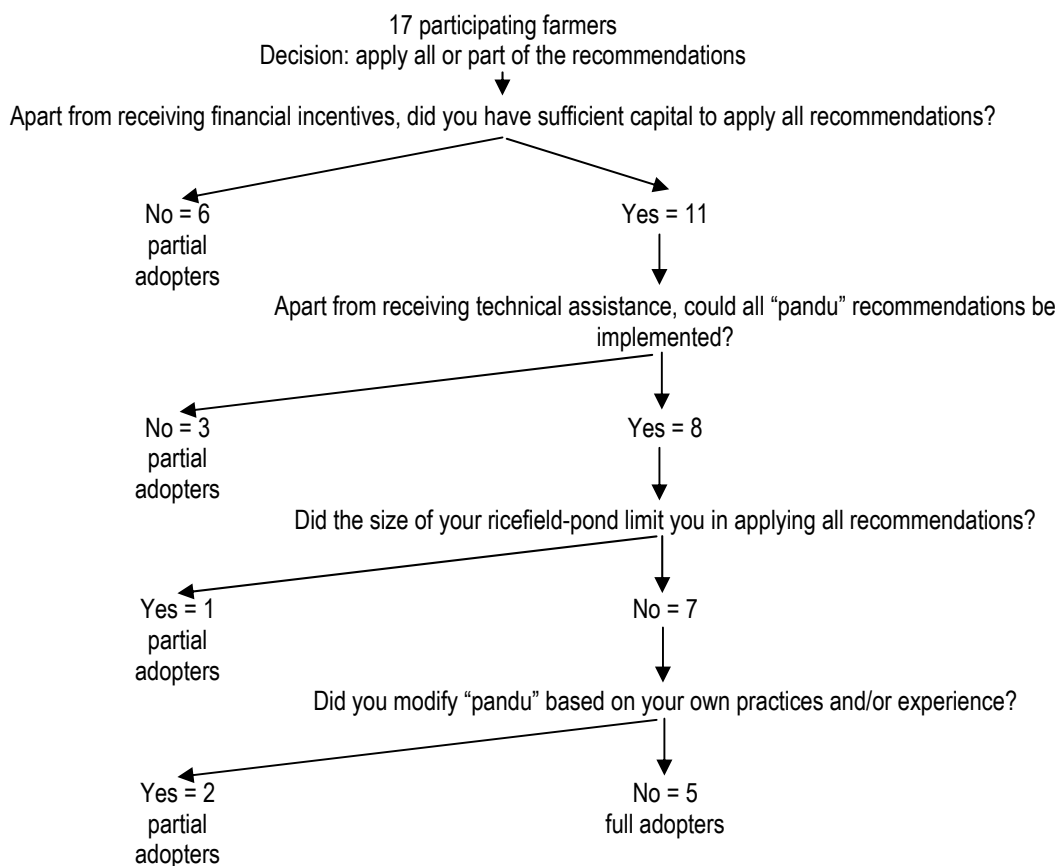 17 participating farmers
Decision: apply all or part of the recommendations
Apart from receiving financial incentives, did you have sufficient capital to apply all recommendations?
No = 6
partial
adopters
Yes = 11
Apart from receiving technical assistance, could all “pandu” recommendations be
implemented?
No = 3
partial
adopters
Yes = 8
Did the size of your ricefield-pond limit you in applying all recommendations?
Yes = 1
partial
adopters
No = 7
Did you modify “pandu” based on your own practices and/or experience?
Yes = 2
partial
adopters
No = 5
full adopters